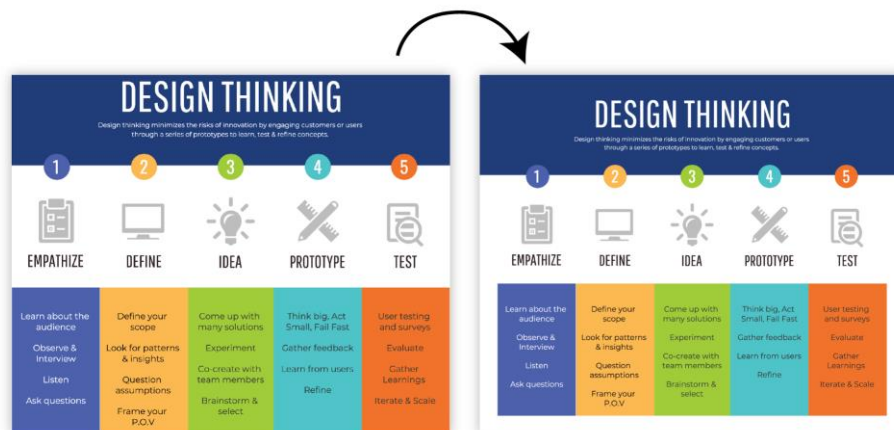 DESIGN THINKING
Design thinking minimizes the risks of innovation by engaging customers or users
through a series of prototypes to learn, test & refine concepts.
1
2
3
4
5
EMPATHIZE
DEFINE
IDEA
PROTOTYPE
TEST
Learn about the
audience
Observe &
Interview
Listen
Ask questions
Define your
scope
Look for patterns
& insights
Question
assumptions
Frame your
P.O.V
Come up with
many solutions
Experiment
Co-create with
team members
Brainstorm &
select
Think big, Act
Small, Fail Fast
Gather feedback
Learn from users
Refine
User testing
and surveys
Evaluate
Gather
Learnings
Iterate & Scale
DESIGN THINKING
Design thinking minimizes the risks of innovation by engaging customers or users
through a series of prototypes to learn, test & refine concepts.
1
2
3
4
5
EMPATHIZE
DEFINE
IDEA
PROTOTYPE
TEST
Learn about the
audience
Observe &
Interview
Listen
Ask questions
Define your
scope
Look for patterns
& insights
Question
assumptions
Frame your
P.O.V
Come up with
many solutions
Experiment
Co-create with
team members
Brainstorm &
select
Think big, Act
Small, Fail Fast
Gather feedback
Learn from users
Refine
User testing
and surveys
Evaluate
Gather
Learnings
Iterate & Scale